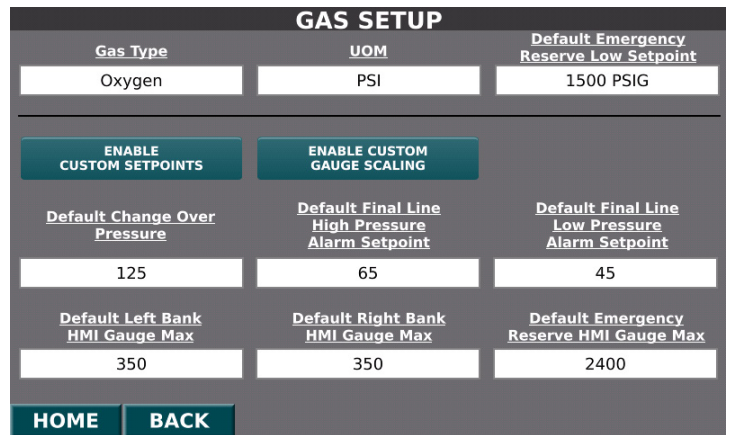 GAS SETUP
Gas Type
UOM
Default Emergency
Reserve Low Setpoint
Oxygen
PSI
1500 PSIG
ENABLE
CUSTOM SETPOINTS
ENABLE CUSTOM
GAUGE SCALING
Default Change Over
Pressure
Default Final Line
High Pressure
Alarm Setpoint
Default Final Line
Low Pressure
Alarm Setpoint
125
65
45
Default Left Bank
HMI Gauge Max
Default Right Bank
HMI Gauge Max
Default Emergency
Reserve HMI Gauge Max
350
350
2400
HOME
BACK